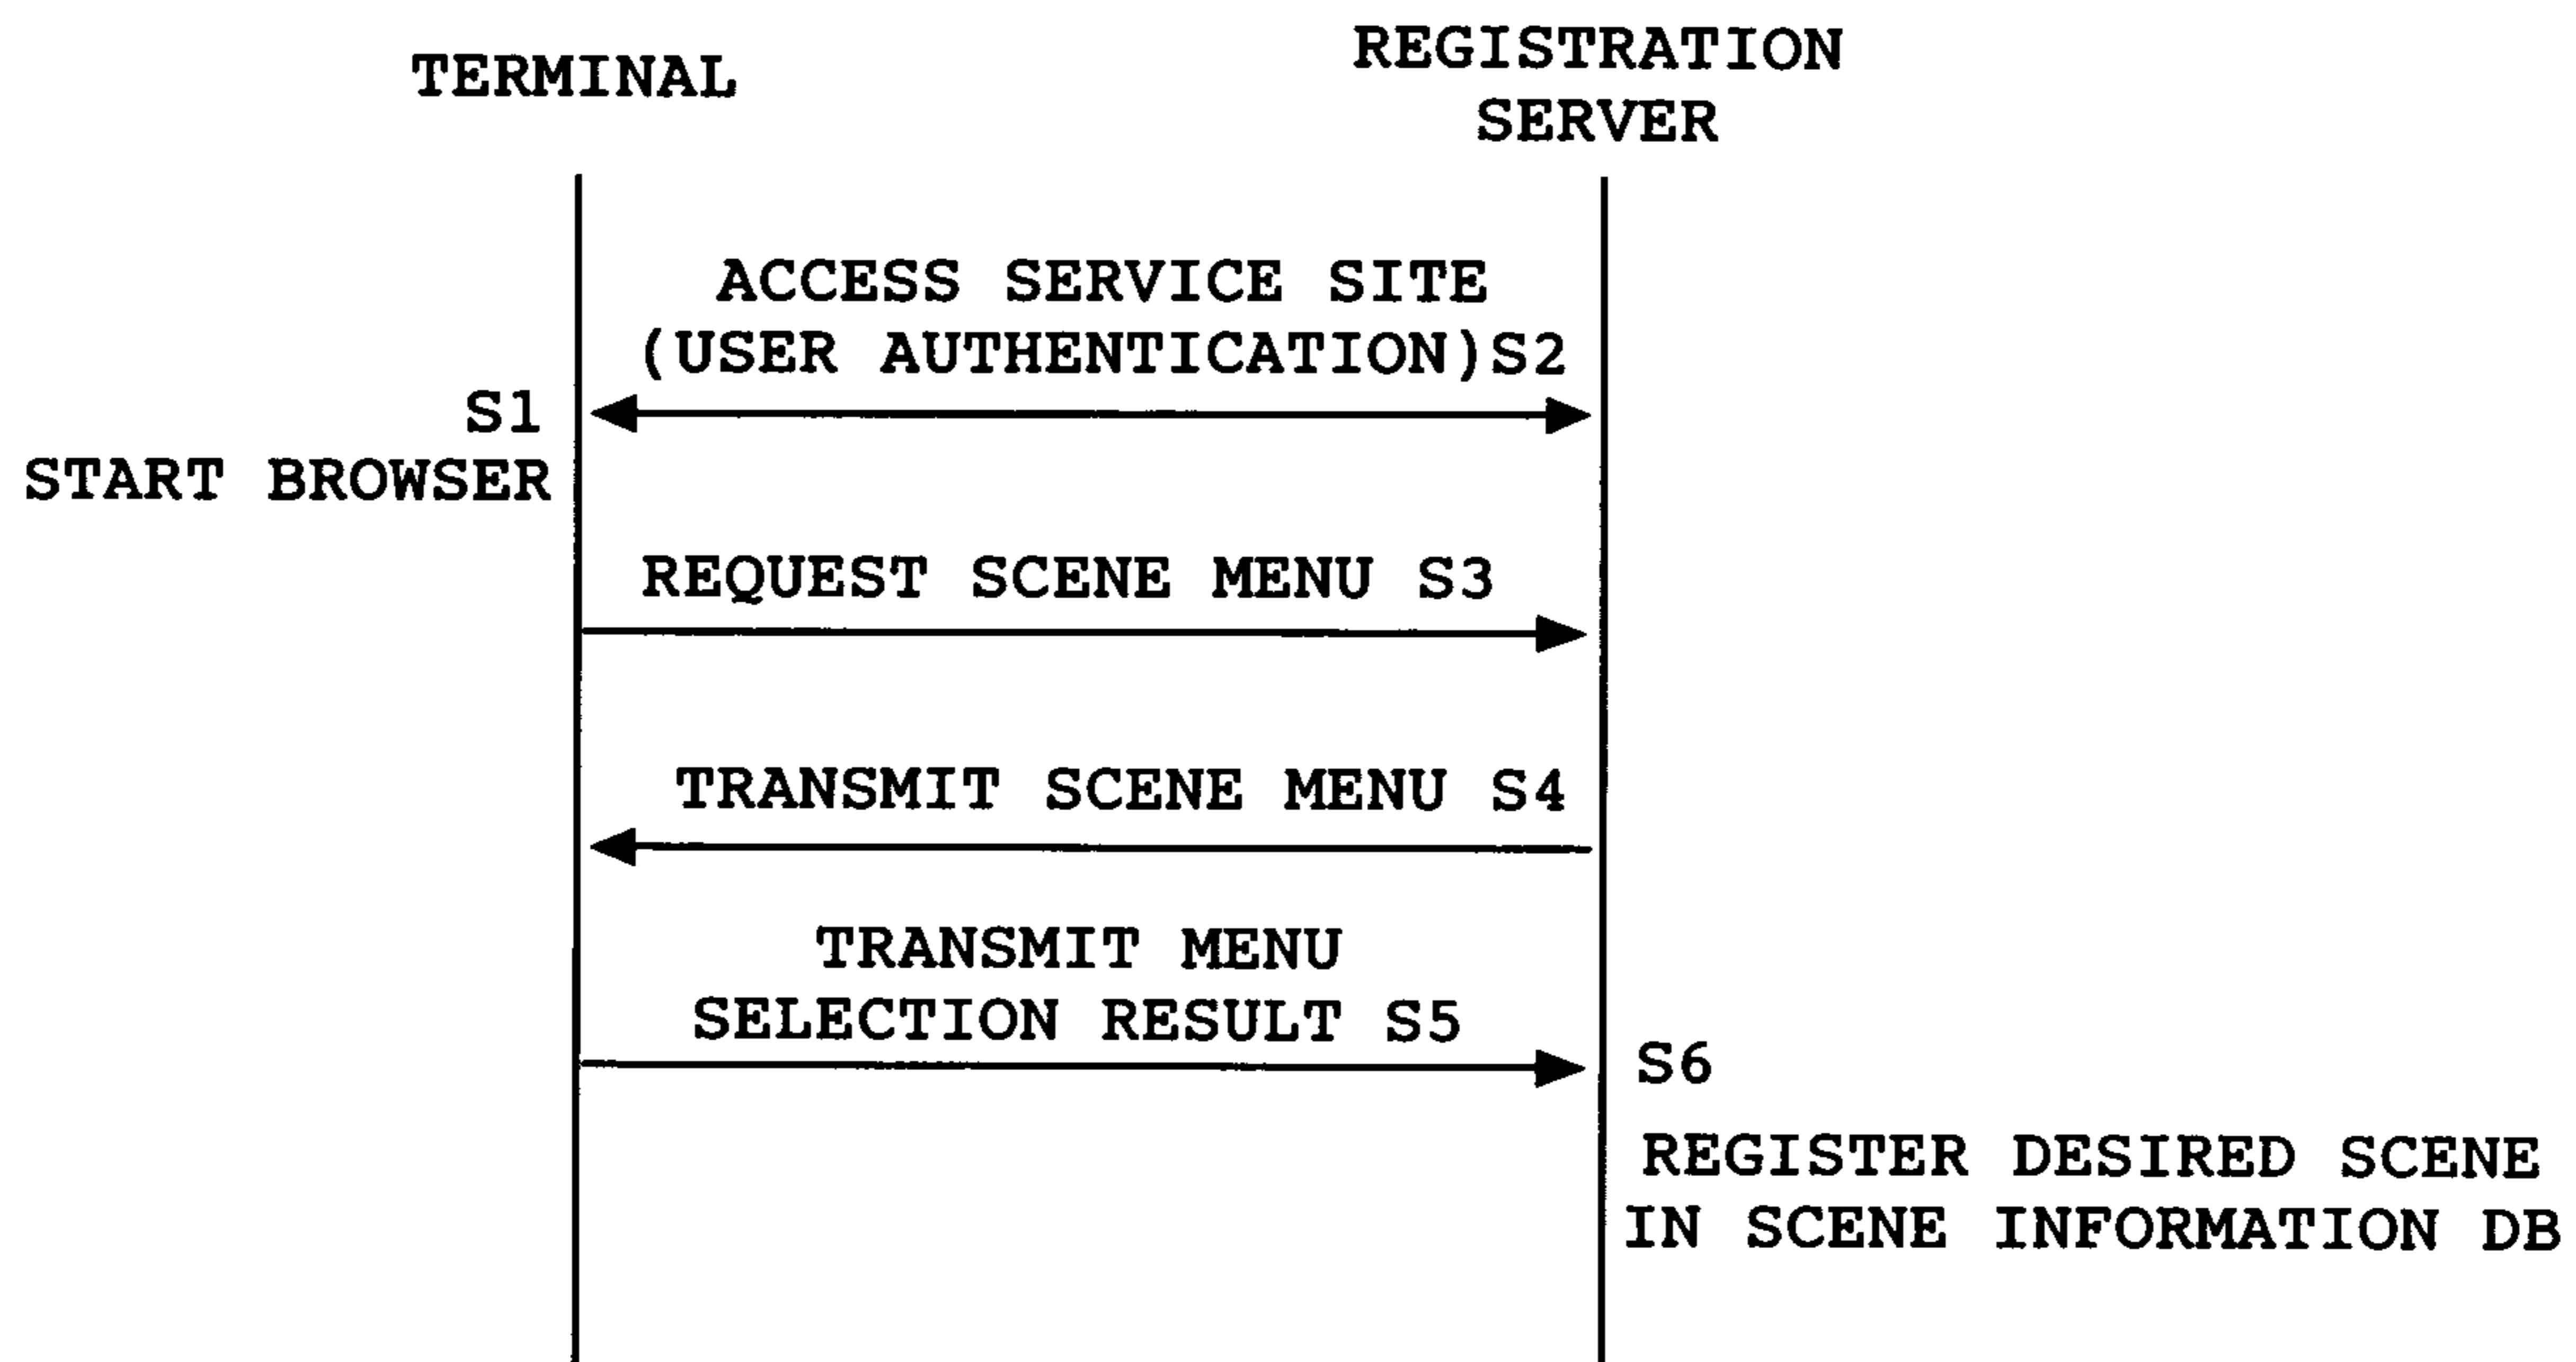 TERMINAL
REGISTRATION
SERVER
ACCESS SERVICE SITE
(USER AUTHENTICATION)S2
S1
START BROWSER
REQUEST SCENE MENU S3
TRANSMIT SCENE MENU S4
TRANSMIT MENU
SELECTION RESULT S5
S6
REGISTER DESIRED SCENE
IN SCENE INFORMATION DB